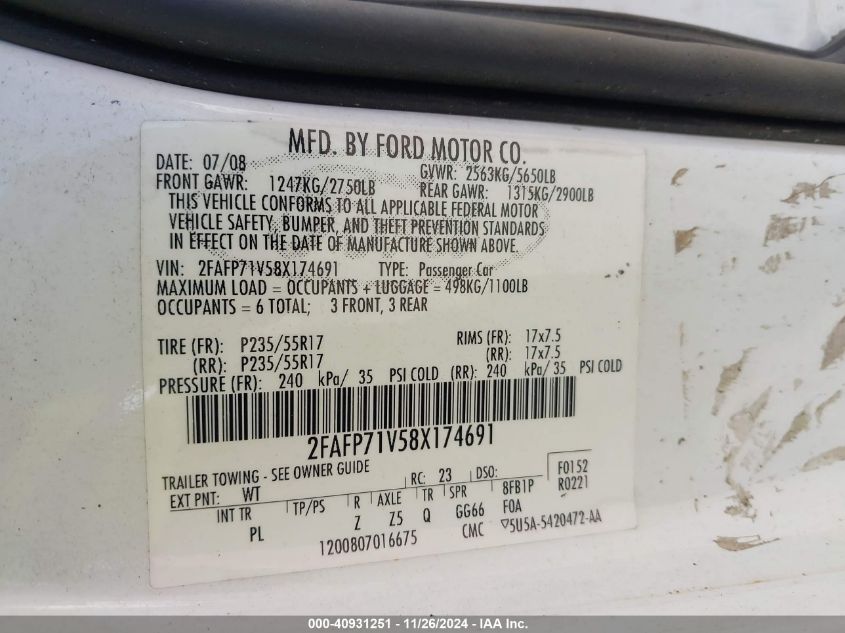 MFD. BY FORD MOTOR CO.
DATE: 07/08 GVWR: 2563KG/5650LB
FRONT GAWR: 1247KG/2750LB REAR GAWR: 1315KG/2900LB
THIS VEHICLE CONFORMS TO ALL APPLICABLE FEDERAL MOTOR
VEHICLE SAFETY, BUMPER, AND THEFT PREVENTION STANDARDS
IN EFFECT ON THE DATE OF MANUFACTURE SHOWN ABOVE.
VIN: 2FAFP71V58X174691 TYPE: Passenger Car
MAXIMUM LOAD = OCCUPANTS + LUGGAGE = 498KG/1100LB
OCCUPANTS = 6 TOTAL; 3 FRONT, 3 REAR
TIRE (FR): P235/55R17 RIMS (FR): 17x7.5
(RR): P235/55R17 (RR): 17x7.5
PRESSURE (FR): 240 kPa/ 35 PSI COLD (RR): 240 kPa/ 35 PSI COLD
2FAFP71V58X174691
TRAILER TOWING - SEE OWNER GUIDE
EXT PNT: WT RC: 23 DSO: F0152
INT TR TP/PS R AXLE TR SPR 8FB1P R0221
PL Z Z5 Q GG66 FOA
1200807016675 CMC ▽5U5A-5420472-AA
000-40931251 - 11/26/2024 - IAAI.com